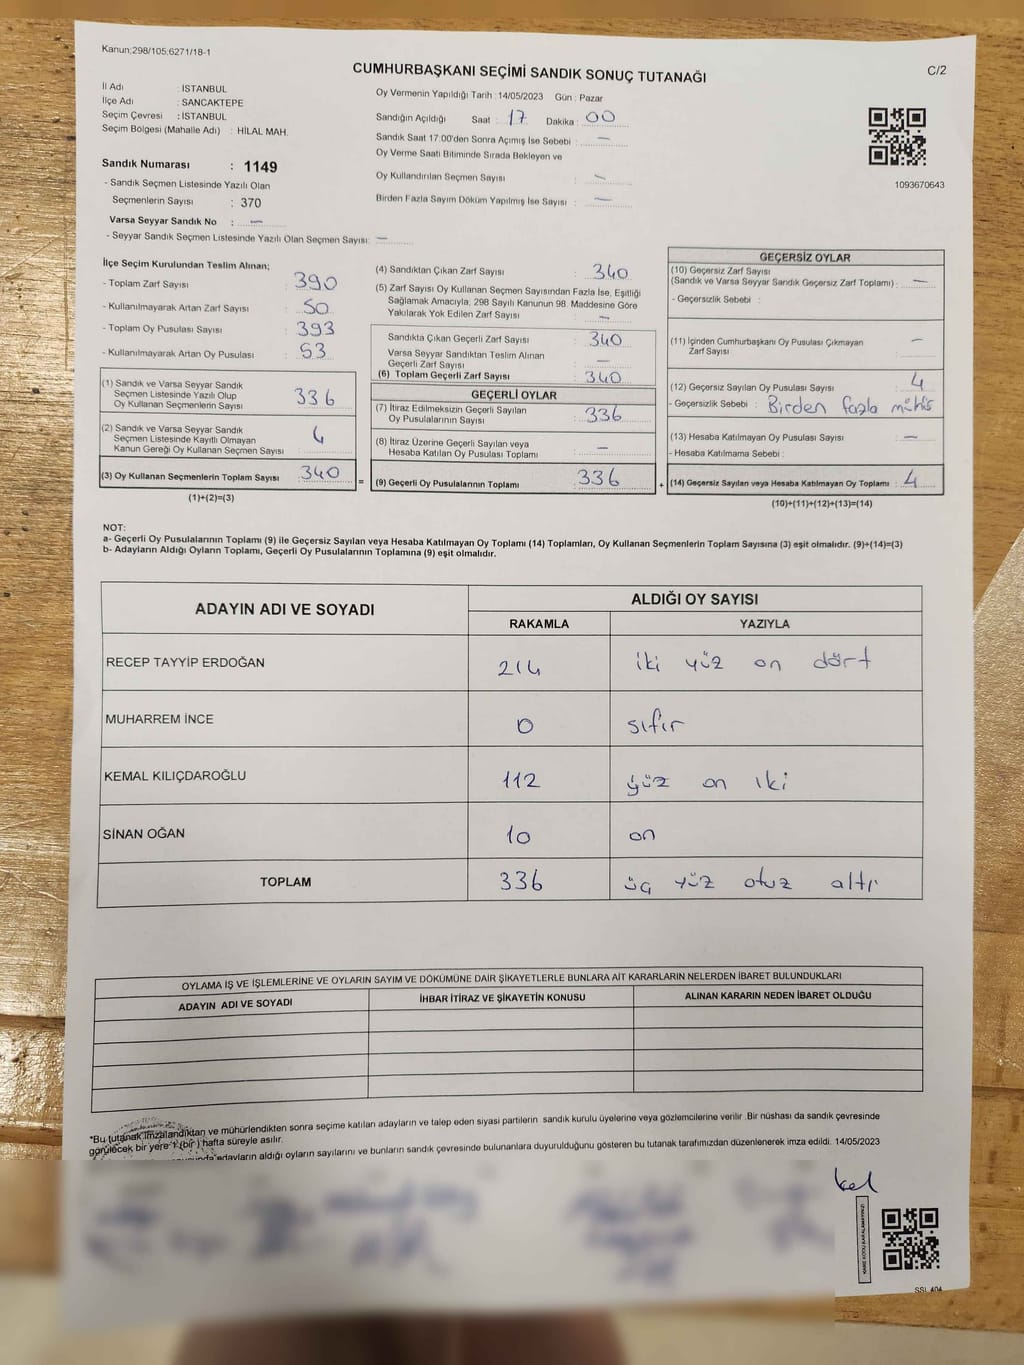 Kanun:298/105;6271/18-1
C/2
CUMHURBAŞKANI SEÇİMİ SANDIK SONUÇ TUTANAĞI
İl Adı : İSTANBUL
İlçe Adı : SANCAKTEPE
Seçim Çevresi : İSTANBUL
Seçim Bölgesi (Mahalle Adı) : HİLAL MAH.
Sandık Numarası : 1149
- Sandık Seçmen Listesinde Yazılı Olan
Seçmenlerin Sayısı : 370
Varsa Seyyar Sandık No : —
- Seyyar Sandık Seçmen Listesinde Yazılı Olan Seçmen Sayısı: —
Oy Vermenin Yapıldığı Tarih :14/05/2023 Gün : Pazar
Sandığın Açıldığı Saat : 17 Dakika : 00
Sandık Saat 17.00'den Sonra Açımış İse Sebebi : —
Oy Verme Saati Bitiminde Sırada Bekleyen ve
Oy Kullandırılan Seçmen Sayısı : —
Birden Fazla Sayım Döküm Yapılmış İse Sayısı : —
1093670643
İlçe Seçim Kurulundan Teslim Alınan;
- Toplam Zarf Sayısı : 390
- Kullanılmayarak Artan Zarf Sayısı : 50
- Toplam Oy Pusulası Sayısı : 393
- Kullanılmayarak Artan Oy Pusulası : 53
(1) Sandık ve Varsa Seyyar Sandık
Seçmen Listesinde Yazılı Olup
Oy Kullanan Seçmenlerin Sayısı : 336
(2) Sandık ve Varsa Seyyar Sandık
Seçmen Listesinde Kayıtlı Olmayan
Kanun Gereği Oy Kullanan Seçmen Sayısı : 4
(3) Oy Kullanan Seçmenlerin Toplam Sayısı : 340
(1)+(2)=(3)
=
(4) Sandıktan Çıkan Zarf Sayısı : 340
(5) Zarf Sayısı Oy Kullanan Seçmen Sayısından Fazla İse, Eşitliği
Sağlamak Amacıyla; 298 Sayılı Kanunun 98. Maddesine Göre
Yakılarak Yok Edilen Zarf Sayısı : —
Sandıkta Çıkan Geçerli Zarf Sayısı : 340
Varsa Seyyar Sandıktan Teslim Alınan
Geçerli Zarf Sayısı : —
(6) Toplam Geçerli Zarf Sayısı : 340
GEÇERLİ OYLAR
(7) İtiraz Edilmeksizin Geçerli Sayılan
Oy Pusulalarının Sayısı : 336
(8) İtiraz Üzerine Geçerli Sayılan veya
Hesaba Katılan Oy Pusulası Toplamı : —
(9) Geçerli Oy Pusulalarının Toplamı : 336
+
GEÇERSİZ OYLAR
(10) Geçersiz Zarf Sayısı
(Sandık ve Varsa Seyyar Sandık Geçersiz Zarf Toplamı) : —
- Geçersizlik Sebebi :
(11) İçinden Cumhurbaşkanı Oy Pusulası Çıkmayan
Zarf Sayısı : —
(12) Geçersiz Sayılan Oy Pusulası Sayısı : 4
- Geçersizlik Sebebi : Birden fazla mühis
(13) Hesaba Katılmayan Oy Pusulası Sayısı : —
- Hesaba Katılmama Sebebi :
(14) Geçersiz Sayılan veya Hesaba Katılmayan Oy Toplamı : 4
(10)+(11)+(12)+(13)=(14)
NOT:
a- Geçerli Oy Pusulalarının Toplamı (9) ile Geçersiz Sayılan veya Hesaba Katılmayan Oy Toplamı (14) Toplamları, Oy Kullanan Seçmenlerin Toplam Sayısına (3) eşit olmalıdır. (9)+(14)=(3)
b- Adayların Aldığı Oyların Toplamı, Geçerli Oy Pusulalarının Toplamına (9) eşit olmalıdır.
ADAYIN ADI VE SOYADI
ALDIĞI OY SAYISI
RAKAMLA YAZIYLA
RECEP TAYYİP ERDOĞAN 214 iki yüz on dört
MUHARREM İNCE 0 sıfır
KEMAL KILIÇDAROĞLU 112 yüz on iki
SİNAN OĞAN 10 on
TOPLAM 336 üç yüz otuz altı
OYLAMA İŞ VE İŞLEMLERİNE VE OYLARIN SAYIM VE DÖKÜMÜNE DAİR ŞİKAYETLERLE BUNLARA AİT KARARLARIN NELERDEN İBARET BULUNDUKLARI
ADAYIN ADI VE SOYADI İHBAR İTİRAZ VE ŞİKAYETİN KONUSU ALINAN KARARIN NEDEN İBARET OLDUĞU
*Bu tutanak imzalandıktan ve mühürlendikten sonra seçime katılan adayların ve talep eden siyasi partilerin sandık kurulu üyelerine veya gözlemcilerine verilir. Bir nüshası da sandık çevresinde
görülecek bir yere 1 (bir) hafta süreyle asılır.
adayların aldığı oyların sayılarını ve bunların sandık çevresinde bulunanlara duyurulduğunu gösteren bu tutanak tarafımızdan düzenlenerek imza edildi. 14/05/2023
KARE KODU KARALAMAYINIZ!